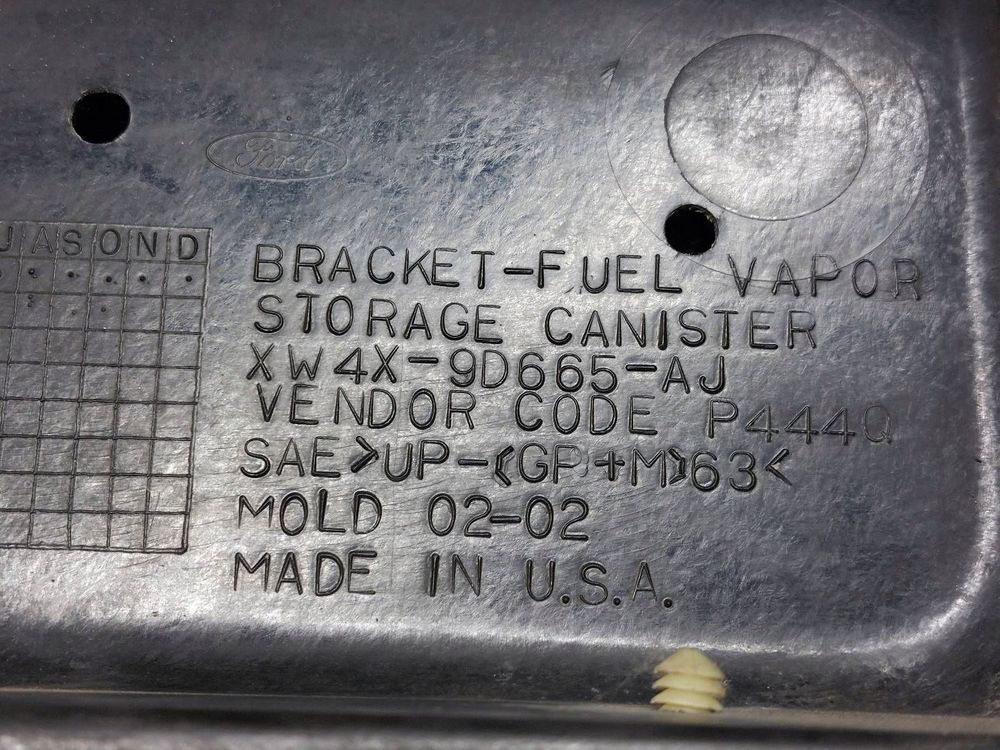 Ford
JASOND
BRACKET-FUEL VAPOR
STORAGE CANISTER
XW4X-9D665-AJ
VENDOR CODE P444Q
SAE>UP-(GP+M)63<
MOLD 02-02
MADE IN U.S.A.